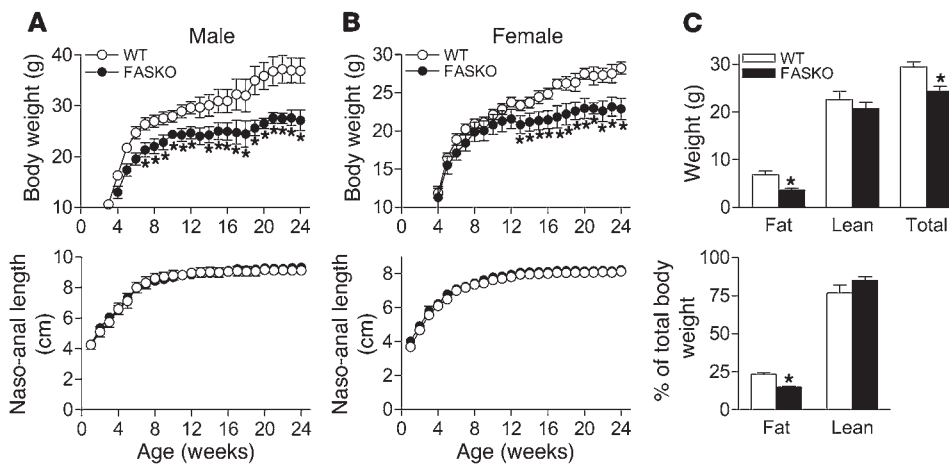 A
Male
Body weight (g)
40
30
20
10
WT
FASKO
* * * * * * * * * * * * * * * * *
0 4 8 12 16 20 24
Naso-anal length
(cm)
10
8
6
4
2
0
0 4 8 12 16 20 24
Age (weeks)
B
Female
Body weight (g)
30
25
20
15
10
WT
FASKO
* * * * * * * * * * * *
0 4 8 12 16 20 24
Naso-anal length
(cm)
8
6
4
2
0
0 4 8 12 16 20 24
Age (weeks)
C
Weight (g)
30
20
10
0
WT
FASKO
* *
Fat Lean Total
% of total body
weight
75
50
25
0
*
Fat Lean